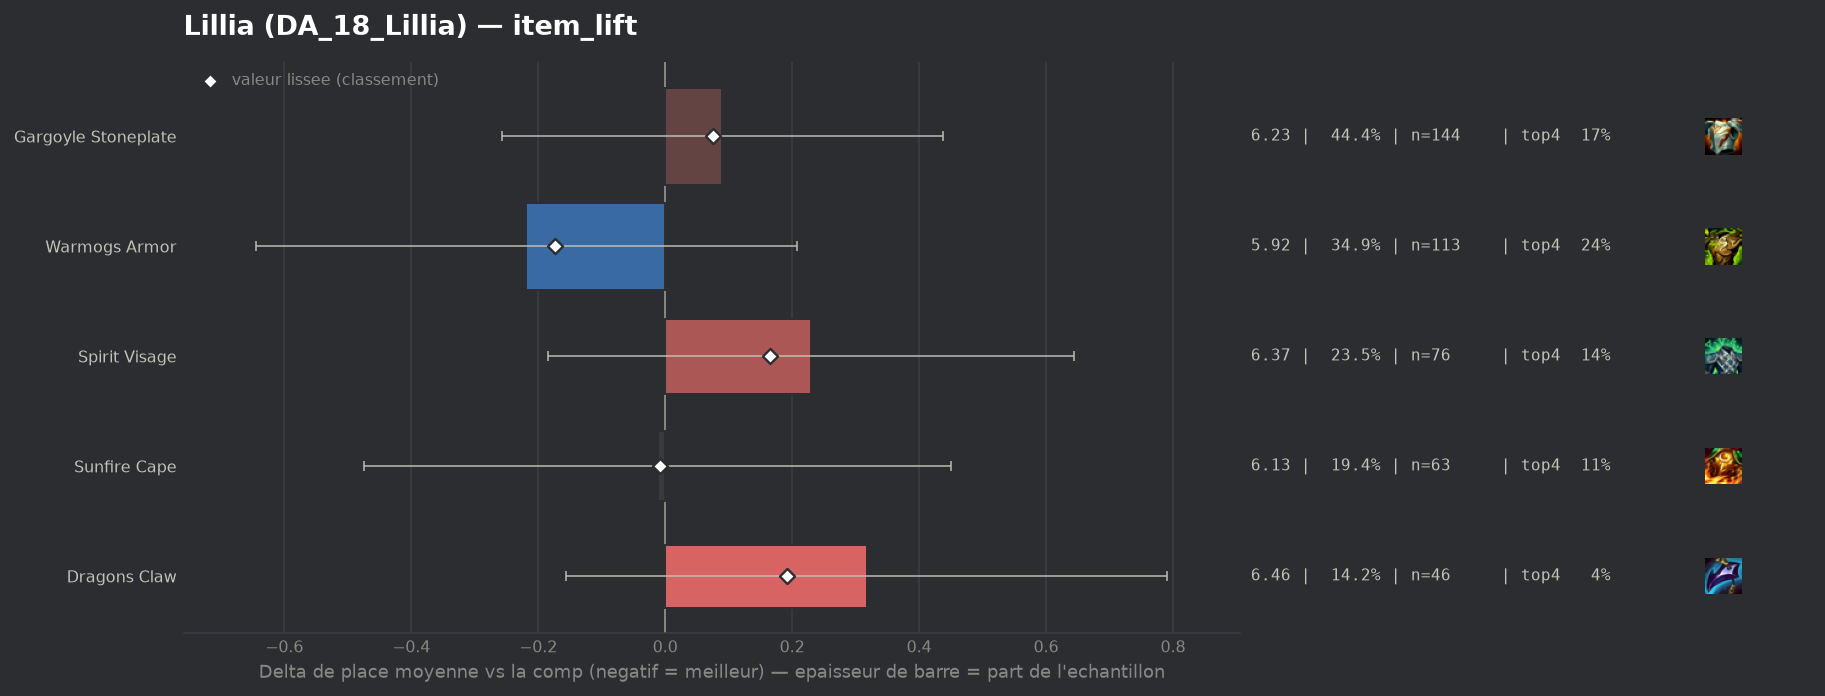 Lillia (DA_18_Lillia) — item_lift
valeur lissee (classement)
Gargoyle Stoneplate 6.23 | 44.4% | n=144 | top4 17%
Warmogs Armor 5.92 | 34.9% | n=113 | top4 24%
Spirit Visage 6.37 | 23.5% | n=76 | top4 14%
Sunfire Cape 6.13 | 19.4% | n=63 | top4 11%
Dragons Claw 6.46 | 14.2% | n=46 | top4 4%
−0.6 −0.4 −0.2 0.0 0.2 0.4 0.6 0.8
Delta de place moyenne vs la comp (negatif = meilleur) — epaisseur de barre = part de l'echantillon